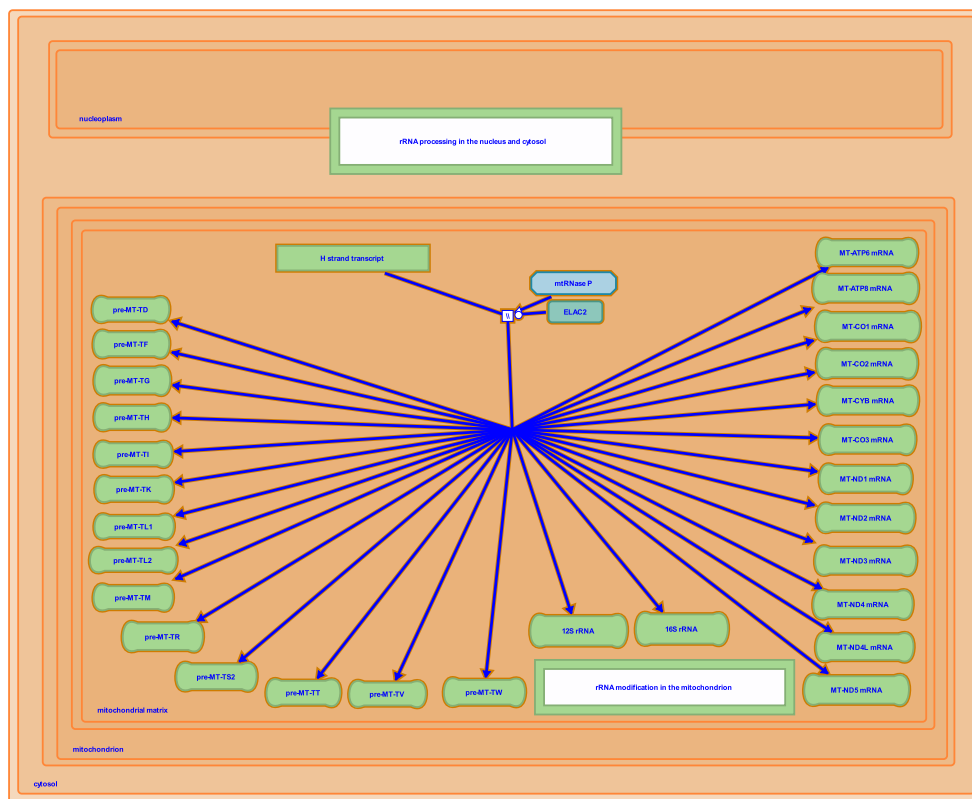 nucleoplasm
rRNA processing in the nucleus and cytosol
H strand transcript
mtRNase P
ELAC2
\\
pre-MT-TD
pre-MT-TF
pre-MT-TG
pre-MT-TH
pre-MT-TI
pre-MT-TK
pre-MT-TL1
pre-MT-TL2
pre-MT-TM
pre-MT-TR
pre-MT-TS2
pre-MT-TT
pre-MT-TV
pre-MT-TW
12S rRNA
16S rRNA
MT-ATP6 mRNA
MT-ATP8 mRNA
MT-CO1 mRNA
MT-CO2 mRNA
MT-CYB mRNA
MT-CO3 mRNA
MT-ND1 mRNA
MT-ND2 mRNA
MT-ND3 mRNA
MT-ND4 mRNA
MT-ND4L mRNA
MT-ND5 mRNA
rRNA modification in the mitochondrion
mitochondrial matrix
mitochondrion
cytosol